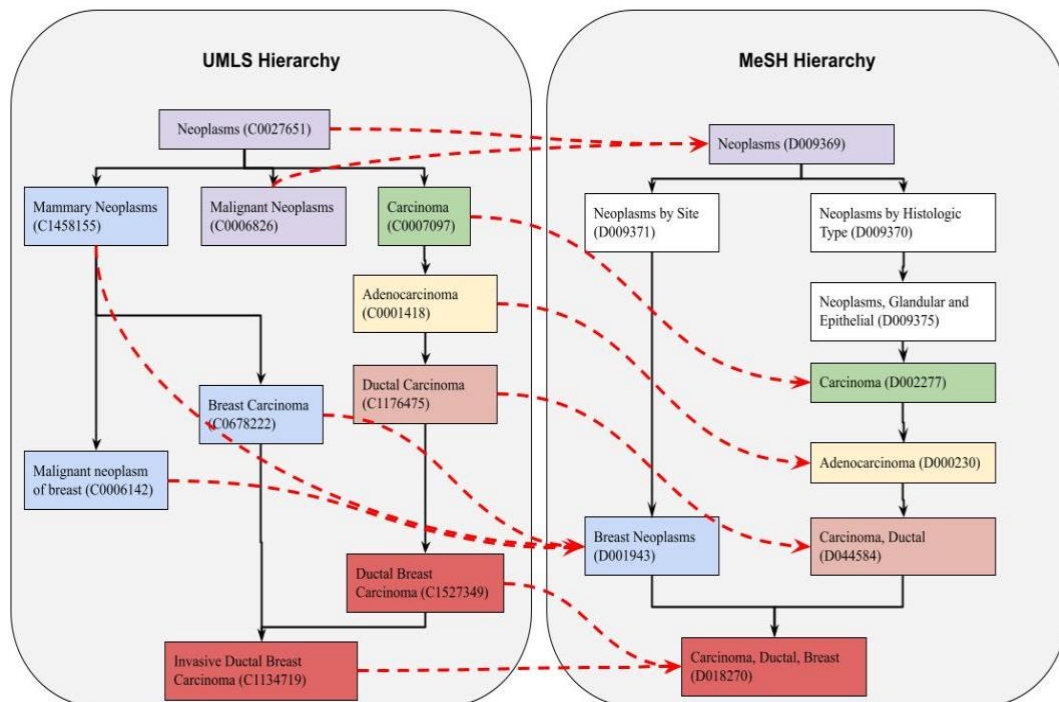 UMLS Hierarchy
Neoplasms (C0027651)
Mammary Neoplasms
(C1458155)
Malignant Neoplasms
(C0006826)
Carcinoma
(C0007097)
Adenocarcinoma
(C0001418)
Ductal Carcinoma
(C1176475)
Breast Carcinoma
(C0678222)
Malignant neoplasm
of breast (C0006142)
Ductal Breast
Carcinoma (C1527349)
Invasive Ductal Breast
Carcinoma (C1134719)
MeSH Hierarchy
Neoplasms (D009369)
Neoplasms by Site
(D009371)
Neoplasms by Histologic
Type (D009370)
Neoplasms, Glandular and
Epithelial (D009375)
Carcinoma (D002277)
Adenocarcinoma (D000230)
Breast Neoplasms
(D001943)
Carcinoma, Ductal
(D044584)
Carcinoma, Ductal, Breast
(D018270)